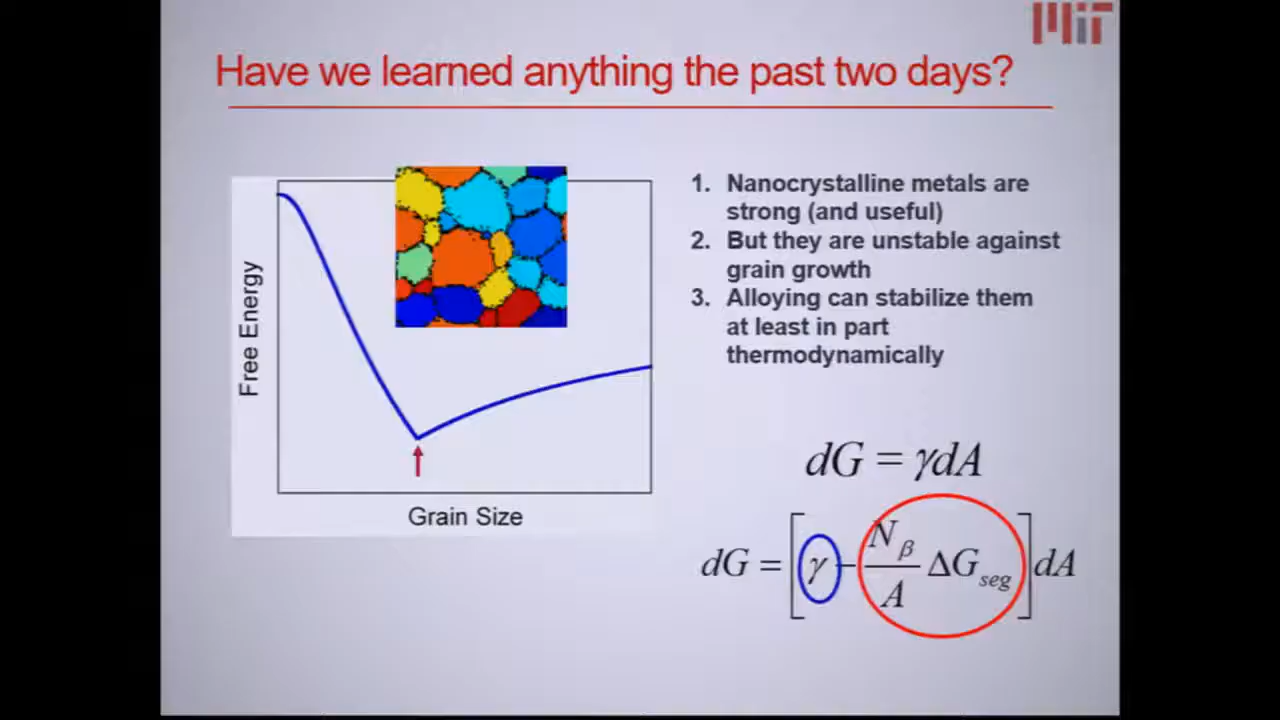 MIT
Have we learned anything the past two days?
Free Energy
Grain Size
1. Nanocrystalline metals are
strong (and useful)
2. But they are unstable against
grain growth
3. Alloying can stabilize them
at least in part
thermodynamically
dG = γdA
dG = [γ - N_β/A ΔG_seg] dA